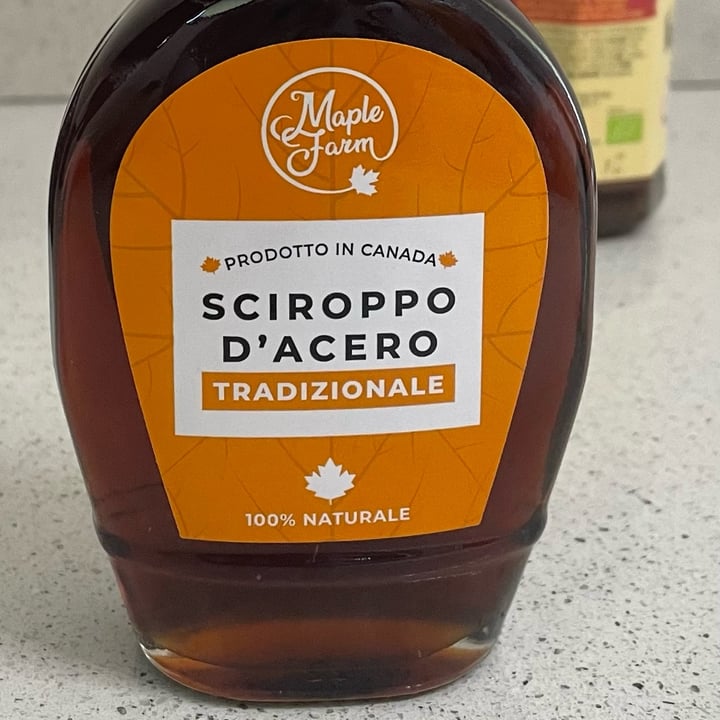 Maple
Farm
PRODOTTO IN CANADA
SCIROPPO
D'ACERO
TRADIZIONALE
100% NATURALE